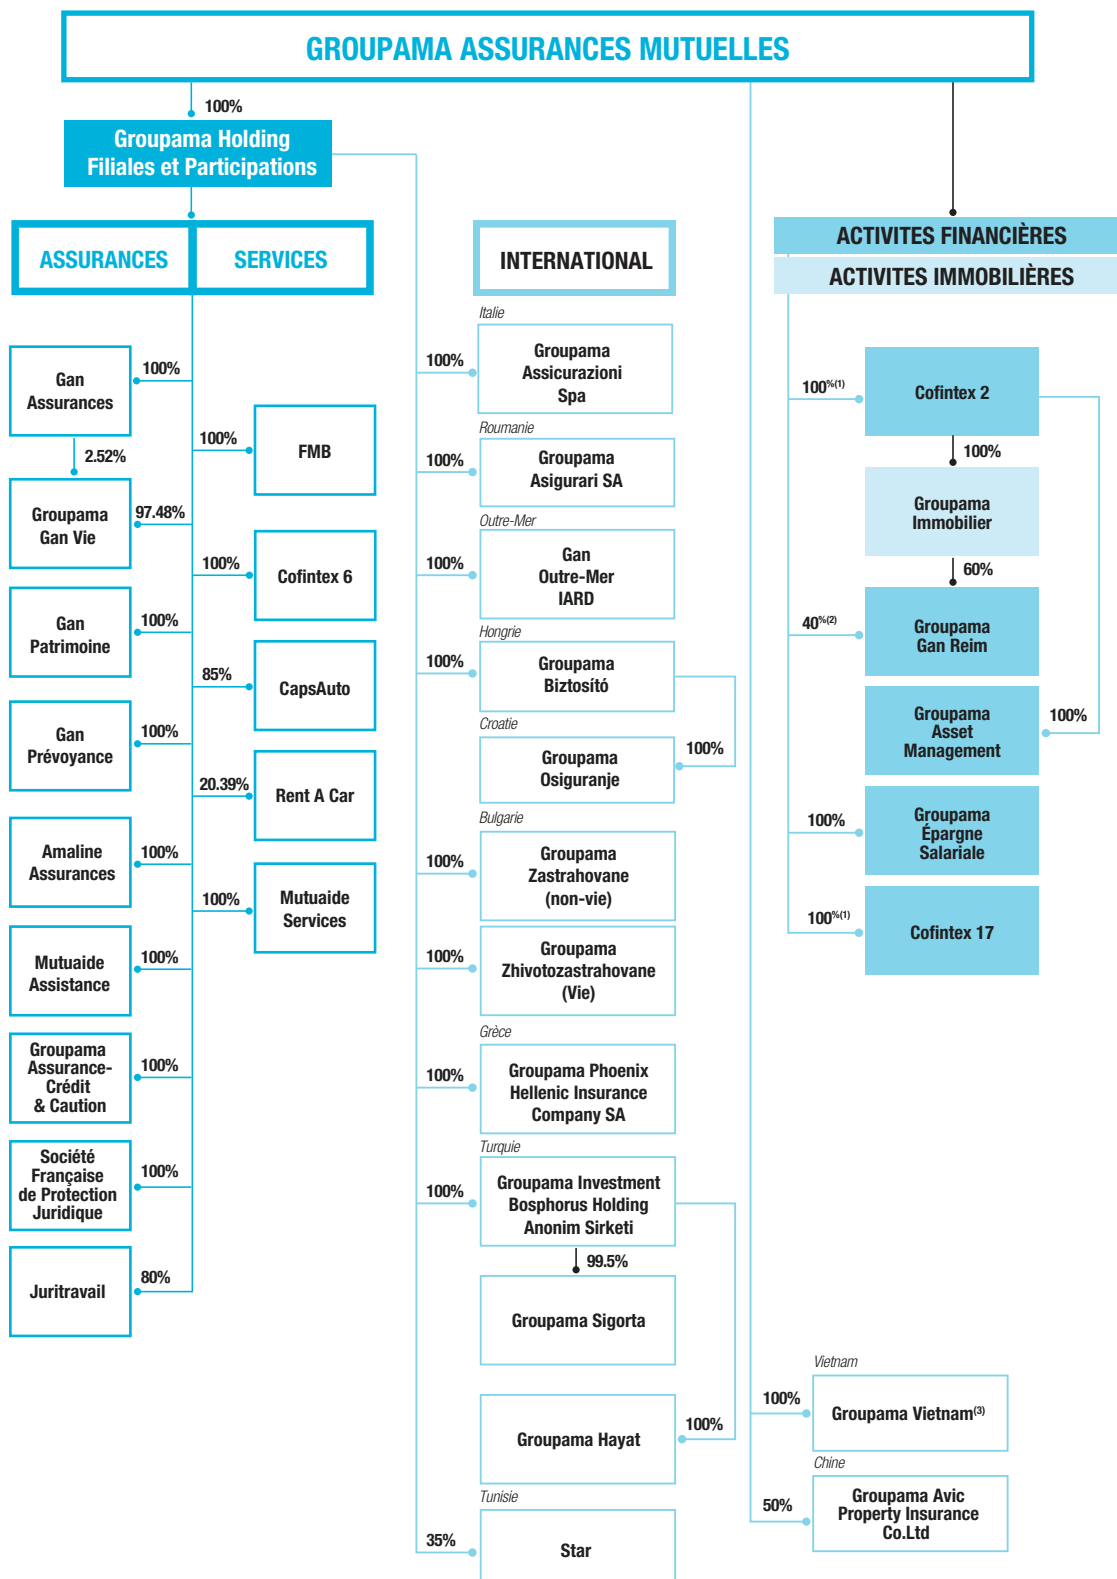 GROUPAMA ASSURANCES MUTUELLES
100%
Groupama Holding
Filiales et Participations
ASSURANCES
SERVICES
Gan
Assurances
100%
2.52%
Groupama
Gan Vie
97.48%
Gan
Patrimoine
100%
Gan
Prévoyance
100%
Amaline
Assurances
100%
Mutuaide
Assistance
100%
Groupama
Assurance-
Crédit
& Caution
100%
Société
Française
de Protection
Juridique
100%
Juritravail
80%
100%
FMB
100%
Cofintex 6
85%
CapsAuto
20.39%
Rent A Car
100%
Mutuaide
Services
INTERNATIONAL
Italie
100%
Groupama
Assicurazioni
Spa
Roumanie
100%
Groupama
Asigurari SA
Outre-Mer
100%
Gan
Outre-Mer
IARD
Hongrie
100%
Groupama
Biztosító
Croatie
Groupama
Osiguranje
100%
Bulgarie
100%
Groupama
Zastrahovane
(non-vie)
100%
Groupama
Zhivotozastrahovane
(Vie)
Grèce
100%
Groupama Phoenix
Hellenic Insurance
Company SA
Turquie
100%
Groupama Investment
Bosphorus Holding
Anonim Sirketi
99.5%
Groupama Sigorta
Groupama Hayat
100%
Tunisie
35%
Star
ACTIVITES FINANCIÈRES
ACTIVITES IMMOBILIÈRES
100%(1)
Cofintex 2
100%
Groupama
Immobilier
60%
40%(2)
Groupama
Gan Reim
Groupama
Asset
Management
100%
100%
Groupama
Épargne
Salariale
100%(1)
Cofintex 17
Vietnam
100%
Groupama Vietnam(3)
Chine
50%
Groupama Avic
Property Insurance
Co.Ltd